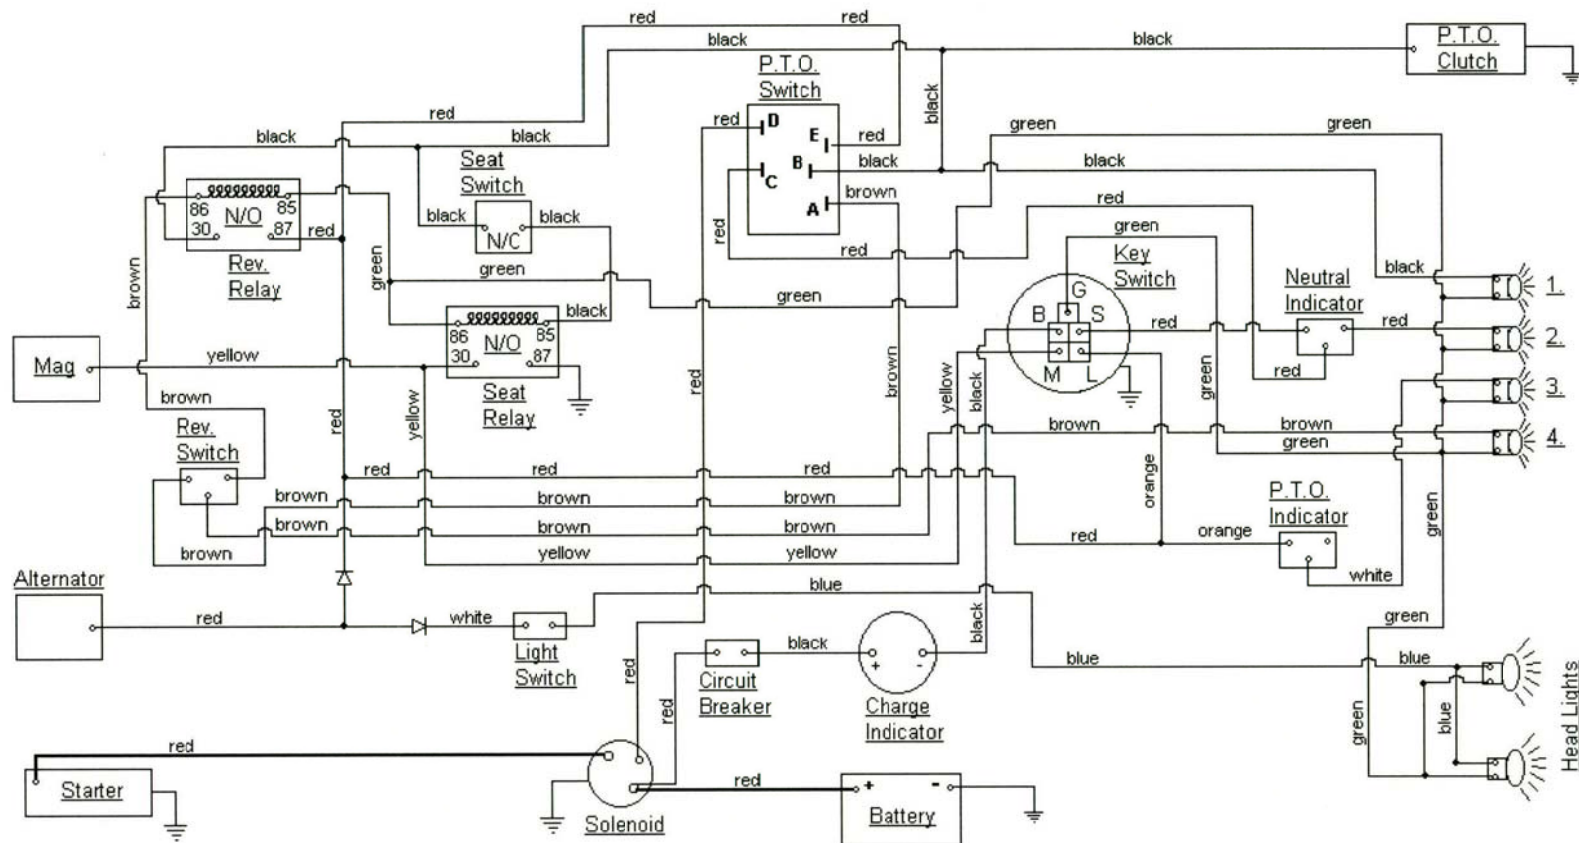 red
red
black
black
P.T.O.
Clutch
P.T.O.
Switch
red
black
black
black
green
green
red
D
E
red
B
black
black
C
brown
A
Seat
Switch
86
85
N/O
30
87
red
Rev.
Relay
black
black
N/C
red
red
red
green
Key
Switch
Neutral
Indicator
black
1.
brown
green
green
green
black
G
B
S
red
red
2.
86
85
N/O
30
87
Seat
Relay
Mag
yellow
M
L
red
3.
red
brown
yellow
black
green
brown
Rev.
Switch
yellow
red
brown
brown
green
4.
red
red
red
orange
P.T.O.
Indicator
green
brown
brown
brown
brown
brown
brown
red
orange
yellow
yellow
white
Alternator
blue
red
white
Light
Switch
black
black
green
red
Circuit
Breaker
+
-
Charge
Indicator
blue
blue
red
green
blue
Head Lights
red
Starter
Solenoid
red
+
-
Battery